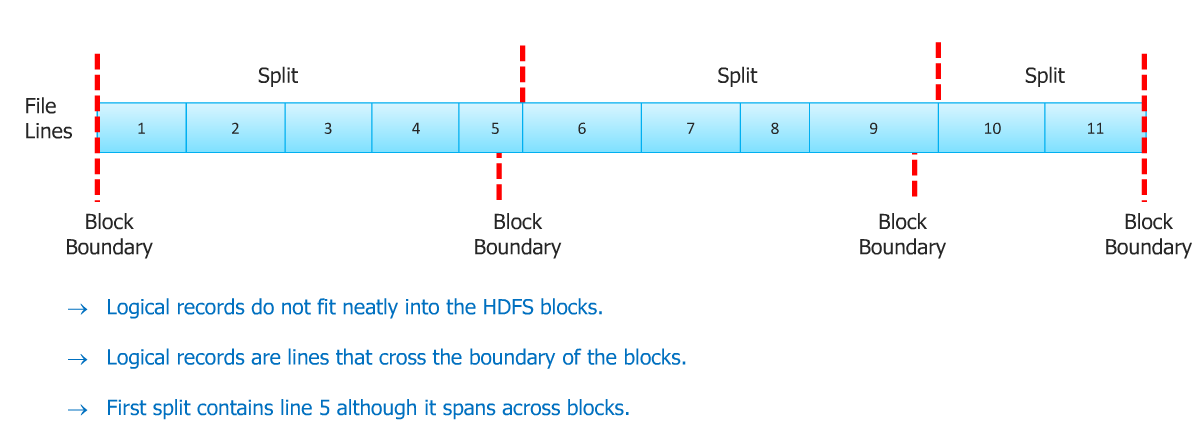 Split Split Split
File
Lines
1 2 3 4 5 6 7 8 9 10 11
Block Block Block Block
Boundary Boundary Boundary Boundary
→ Logical records do not fit neatly into the HDFS blocks.
→ Logical records are lines that cross the boundary of the blocks.
→ First split contains line 5 although it spans across blocks.